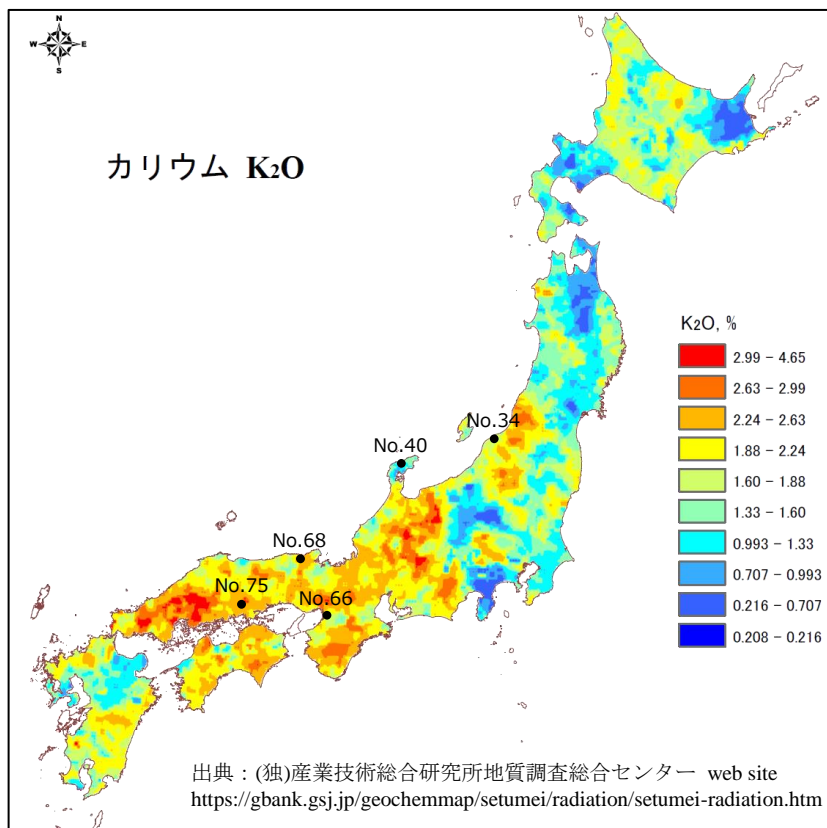 N
W E
S
カリウム K₂O
No.34
No.40
No.68
No.75
No.66
K₂O, %
2.99 − 4.65
2.63 − 2.99
2.24 − 2.63
1.88 − 2.24
1.60 − 1.88
1.33 − 1.60
0.993 − 1.33
0.707 − 0.993
0.216 − 0.707
0.208 − 0.216
出典：(独)産業技術総合研究所地質調査総合センター web site
https://gbank.gsj.jp/geochemmap/setumei/radiation/setumei-radiation.htm